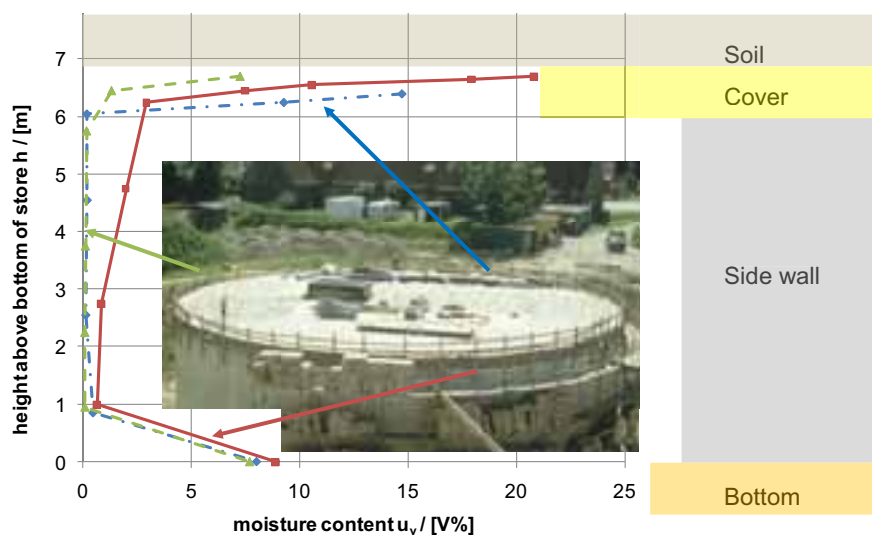 height above bottom of store h / [m]
7
6
5
4
3
2
1
0
0 5 10 15 20 25
moisture content uᵥ / [V%]
Soil
Cover
Side wall
Bottom